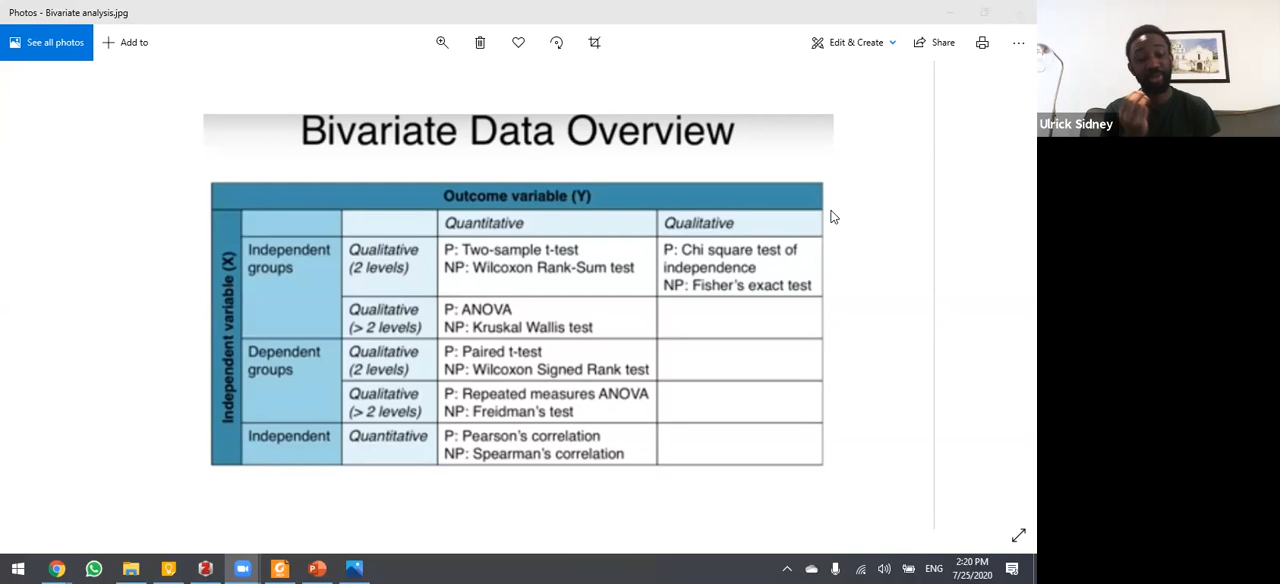 Photos - Bivariate analysis.jpg
See all photos
Add to
Edit & Create
Share
Ulrick Sidney
Bivariate Data Overview
Outcome variable (Y)
Independent variable (X)
Quantitative
Qualitative
Independent
groups
Qualitative
(2 levels)
P: Two-sample t-test
NP: Wilcoxon Rank-Sum test
P: Chi square test of
independence
NP: Fisher's exact test
Qualitative
(> 2 levels)
P: ANOVA
NP: Kruskal Wallis test
Dependent
groups
Qualitative
(2 levels)
P: Paired t-test
NP: Wilcoxon Signed Rank test
Qualitative
(> 2 levels)
P: Repeated measures ANOVA
NP: Freidman's test
Independent
Quantitative
P: Pearson's correlation
NP: Spearman's correlation
ENG
2:20 PM
7/25/2020